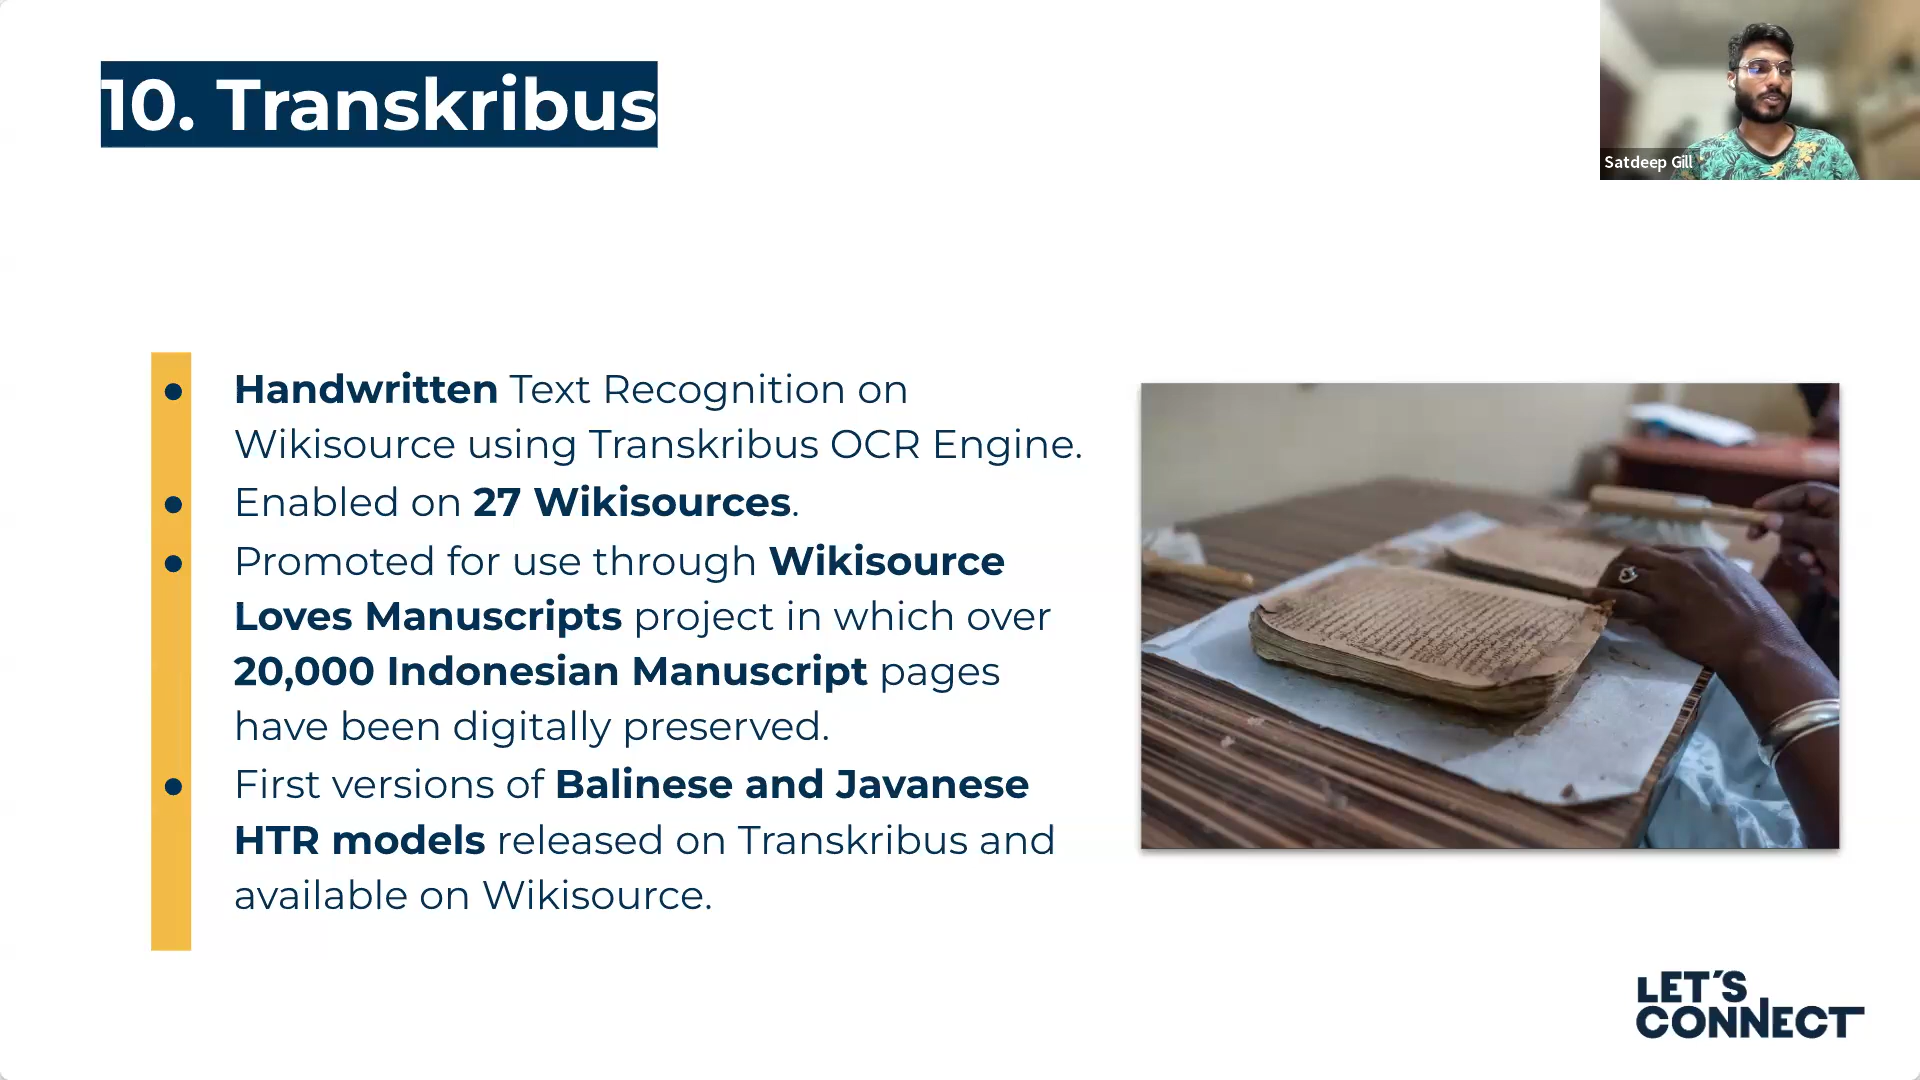 10. Transkribus
Satdeep Gill
● Handwritten Text Recognition on
Wikisource using Transkribus OCR Engine.
● Enabled on 27 Wikisources.
● Promoted for use through Wikisource
Loves Manuscripts project in which over
20,000 Indonesian Manuscript pages
have been digitally preserved.
● First versions of Balinese and Javanese
HTR models released on Transkribus and
available on Wikisource.
LET'S
CONNECT